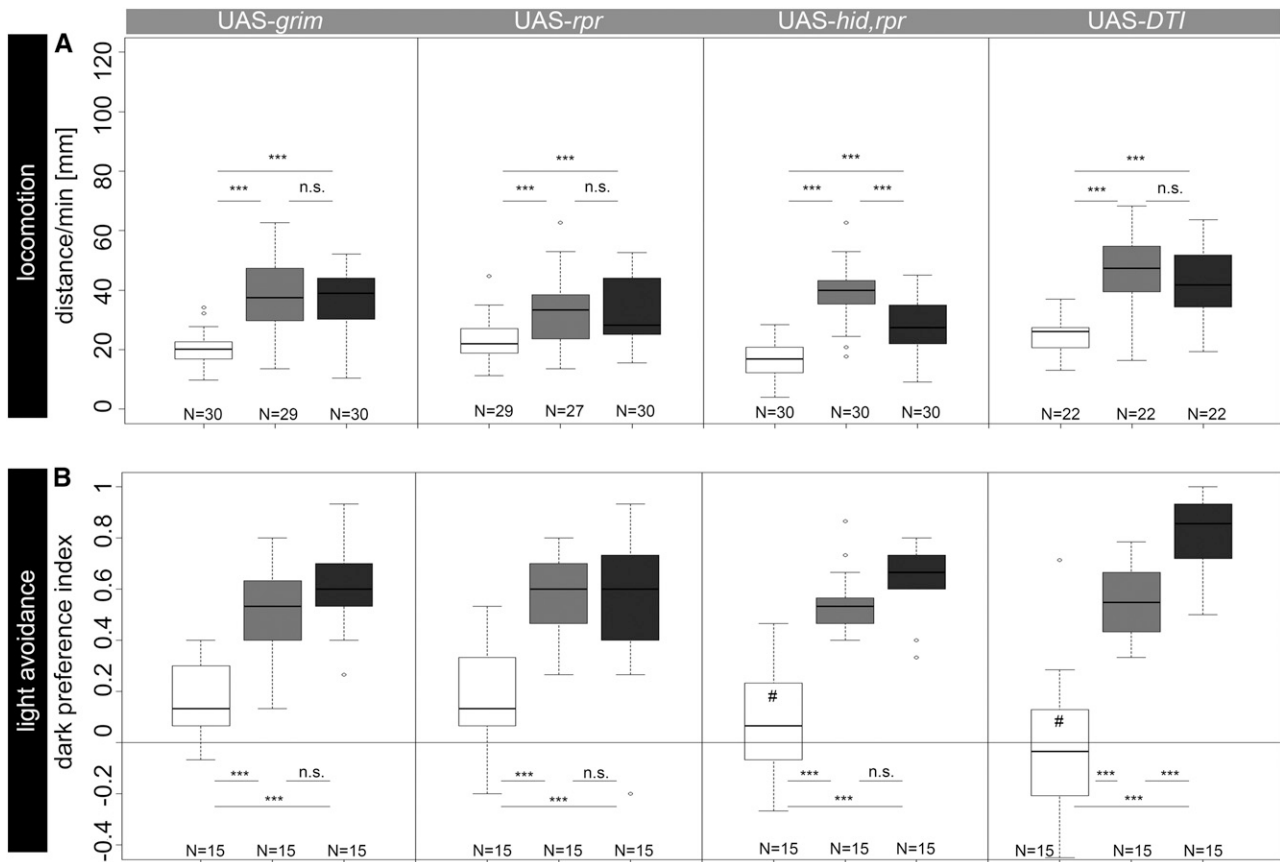 UAS-grim UAS-rpr UAS-hid,rpr UAS-DTI
A
locomotion
distance/min [mm]
120
100
80
60
40
20
0
*** *** *** ***
*** n.s. *** n.s. *** *** *** n.s.
N=30 N=29 N=30 N=29 N=27 N=30 N=30 N=30 N=30 N=22 N=22 N=22
B
light avoidance
dark preference index
1
0.8
0.6
0.4
0.2
0
-0.2
-0.4
# #
*** n.s. *** n.s. *** n.s. *** ***
*** *** *** ***
N=15 N=15 N=15 N=15 N=15 N=15 N=15 N=15 N=15 N=15 N=15 N=15